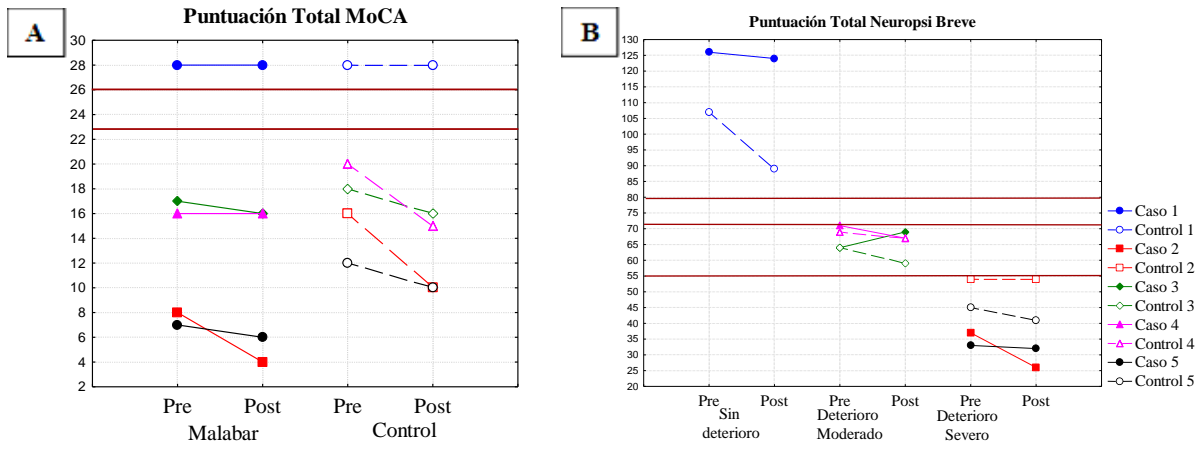 A
Puntuación Total MoCA
30
28
26
24
22
20
18
16
14
12
10
8
6
4
2
Pre Post Pre Post
Malabar Control
B
Puntuación Total Neuropsi Breve
130
125
120
115
110
105
100
95
90
85
80
75
70
65
60
55
50
45
40
35
30
25
20
Pre Post Pre Post Pre Post
Sin Deterioro Deterioro
deterioro Moderado Severo
Caso 1
Control 1
Caso 2
Control 2
Caso 3
Control 3
Caso 4
Control 4
Caso 5
Control 5